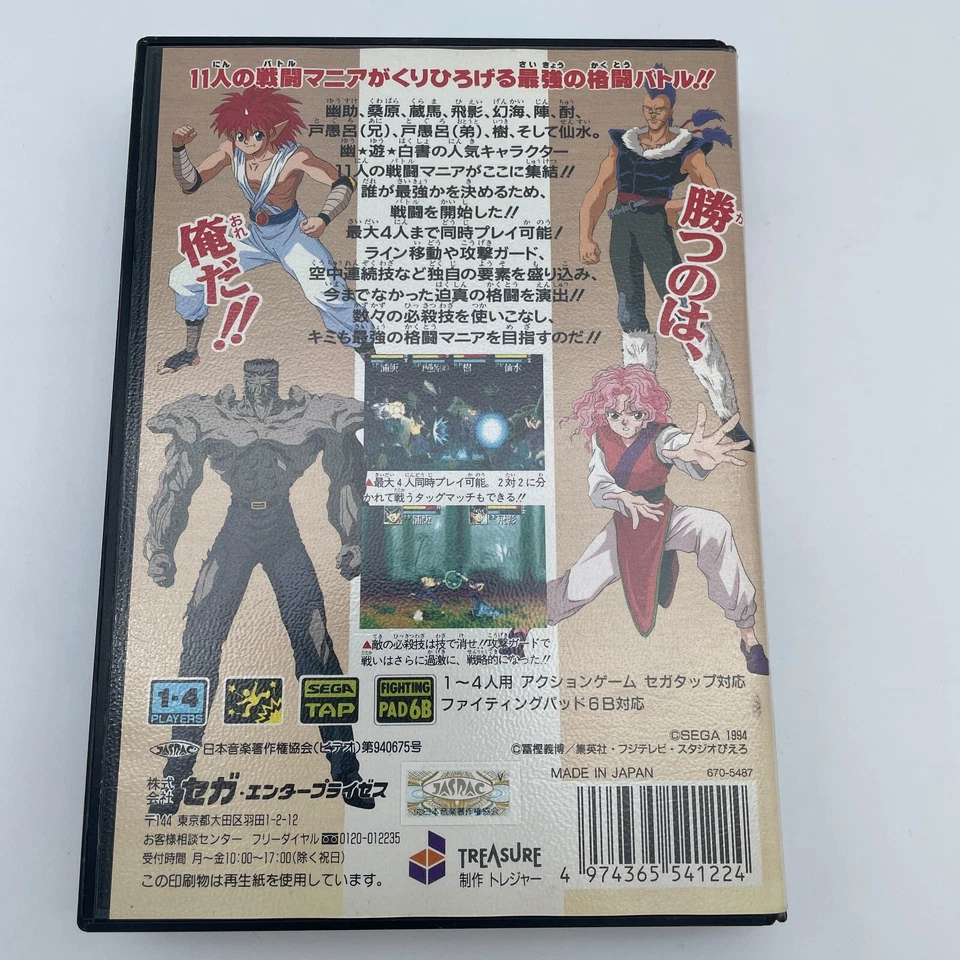 11人の戦闘マニアがくりひろげる最強の格闘バトル!!
幽助、桑原、蔵馬、飛影、幻海、陣、酎、
戸愚呂(兄)、戸愚呂(弟)、樹、そして仙水。
幽★遊★白書の人気キャラクター
11人の戦闘マニアがここに集結!!
誰が最強かを決めるため、
戦闘を開始した!!
最大4人まで同時プレイ可能!
ライン移動や攻撃ガード、
空中連続技など独自の要素を盛り込み、
今までなかった迫真の格闘を演出!!
数々の必殺技を使いこなし、
キミも最強の格闘マニアを目指すのだ!!
勝つのは、
俺だ!!
▲最大4人同時プレイ可能。2対2に分
かれて戦うタッグマッチもできる!!
▲敵の必殺技は技で消せ!!攻撃ガードで
戦いはさらに過激に、戦略的になった!!
1-4
PLAYERS
SEGA
TAP
FIGHTING
PAD6B
1〜4人用 アクションゲーム セガタップ対応
ファイティングパッド6B対応
©SEGA 1994
©冨樫義博/集英社・フジテレビ・スタジオぴえろ
JASRAC 日本音楽著作権協会(ビデオ)第940675号
MADE IN JAPAN 670-5487
株式会社 セガ・エンタープライゼス
〒144 東京都大田区羽田1-2-12
お客様相談センター フリーダイヤル 0120-012235
受付時間 月〜金10:00〜17:00(除く祝日)
この印刷物は再生紙を使用しています。
JASRAC
TREASURE
制作 トレジャー
4 974365 541224